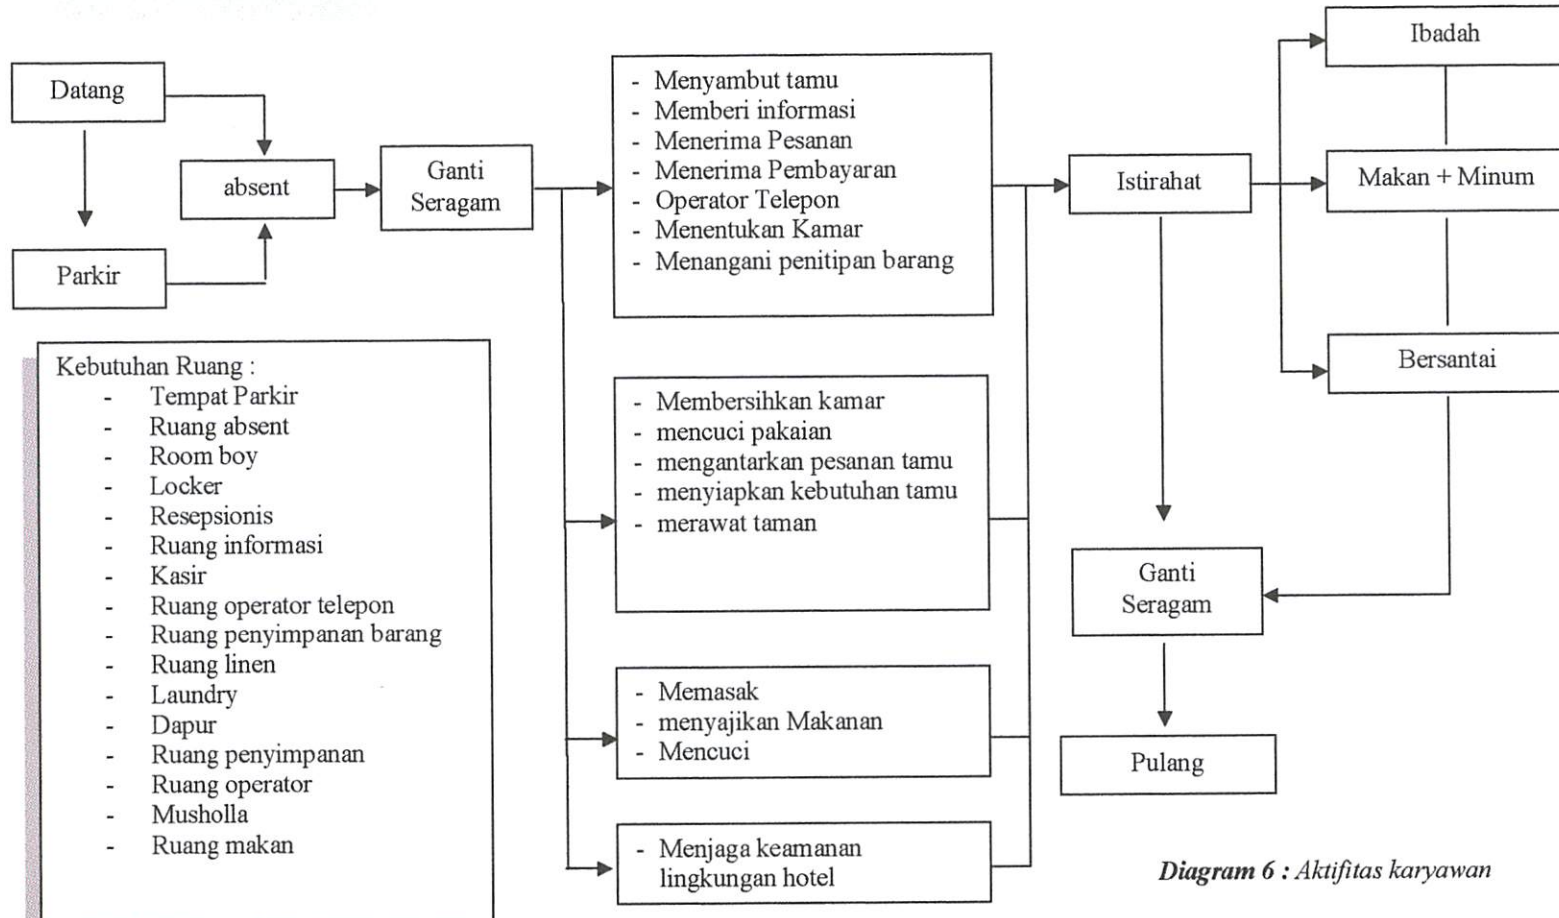 Datang
Parkir
absent
Ganti
Seragam
- Menyambut tamu
- Memberi informasi
- Menerima Pesanan
- Menerima Pembayaran
- Operator Telepon
- Menentukan Kamar
- Menangani penitipan barang
- Membersihkan kamar
- mencuci pakaian
- mengantarkan pesanan tamu
- menyiapkan kebutuhan tamu
- merawat taman
- Memasak
- menyajikan Makanan
- Mencuci
- Menjaga keamanan
lingkungan hotel
Istirahat
Ibadah
Makan + Minum
Bersantai
Ganti
Seragam
Pulang
Kebutuhan Ruang :
- Tempat Parkir
- Ruang absent
- Room boy
- Locker
- Resepsionis
- Ruang informasi
- Kasir
- Ruang operator telepon
- Ruang penyimpanan barang
- Ruang linen
- Laundry
- Dapur
- Ruang penyimpanan
- Ruang operator
- Musholla
- Ruang makan
Diagram 6 : Aktifitas karyawan